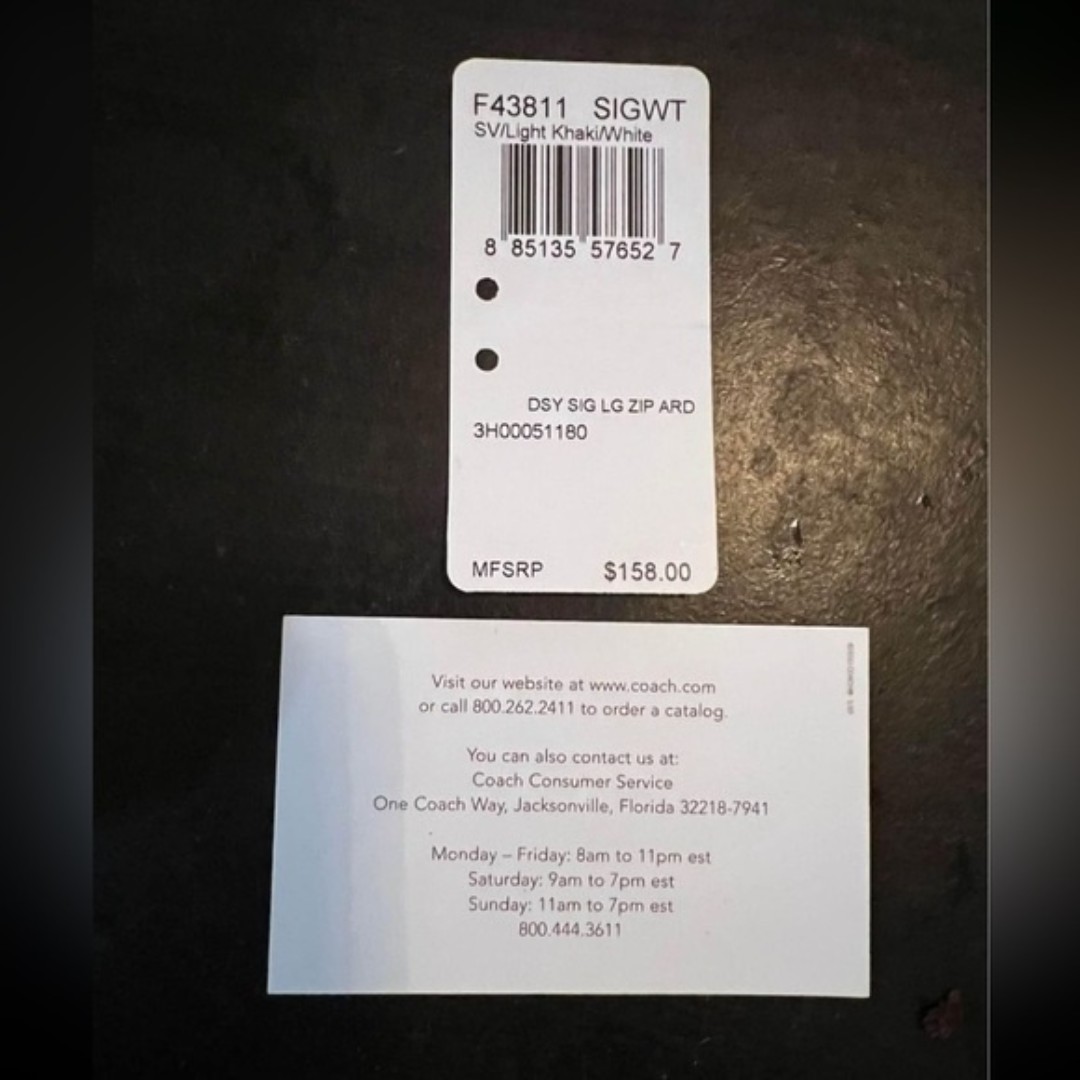 F43811 SIGWT
SV/Light Khaki/White
8 85135 57652 7
DSY SIG LG ZIP ARD
3H00051180
MFSRP $158.00
Visit our website at www.coach.com
or call 800.262.2411 to order a catalog.
You can also contact us at:
Coach Consumer Service
One Coach Way, Jacksonville, Florida 32218-7941
Monday – Friday: 8am to 11pm est
Saturday: 9am to 7pm est
Sunday: 11am to 7pm est
800.444.3611